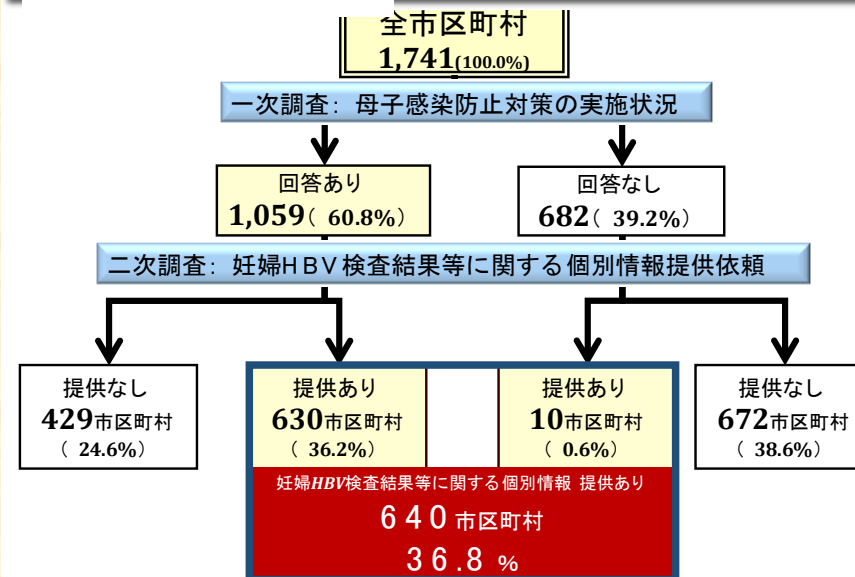 全市区町村
1,741(100.0%)
一次調査: 母子感染防止対策の実施状況
回答あり
1,059( 60.8%)
回答なし
682( 39.2%)
二次調査: 妊婦HBV検査結果等に関する個別情報提供依頼
提供なし
429市区町村
( 24.6%)
提供あり
630市区町村
( 36.2%)
提供あり
10市区町村
( 0.6%)
提供なし
672市区町村
( 38.6%)
妊婦HBV検査結果等に関する個別情報 提供あり
640市区町村
36.8 %